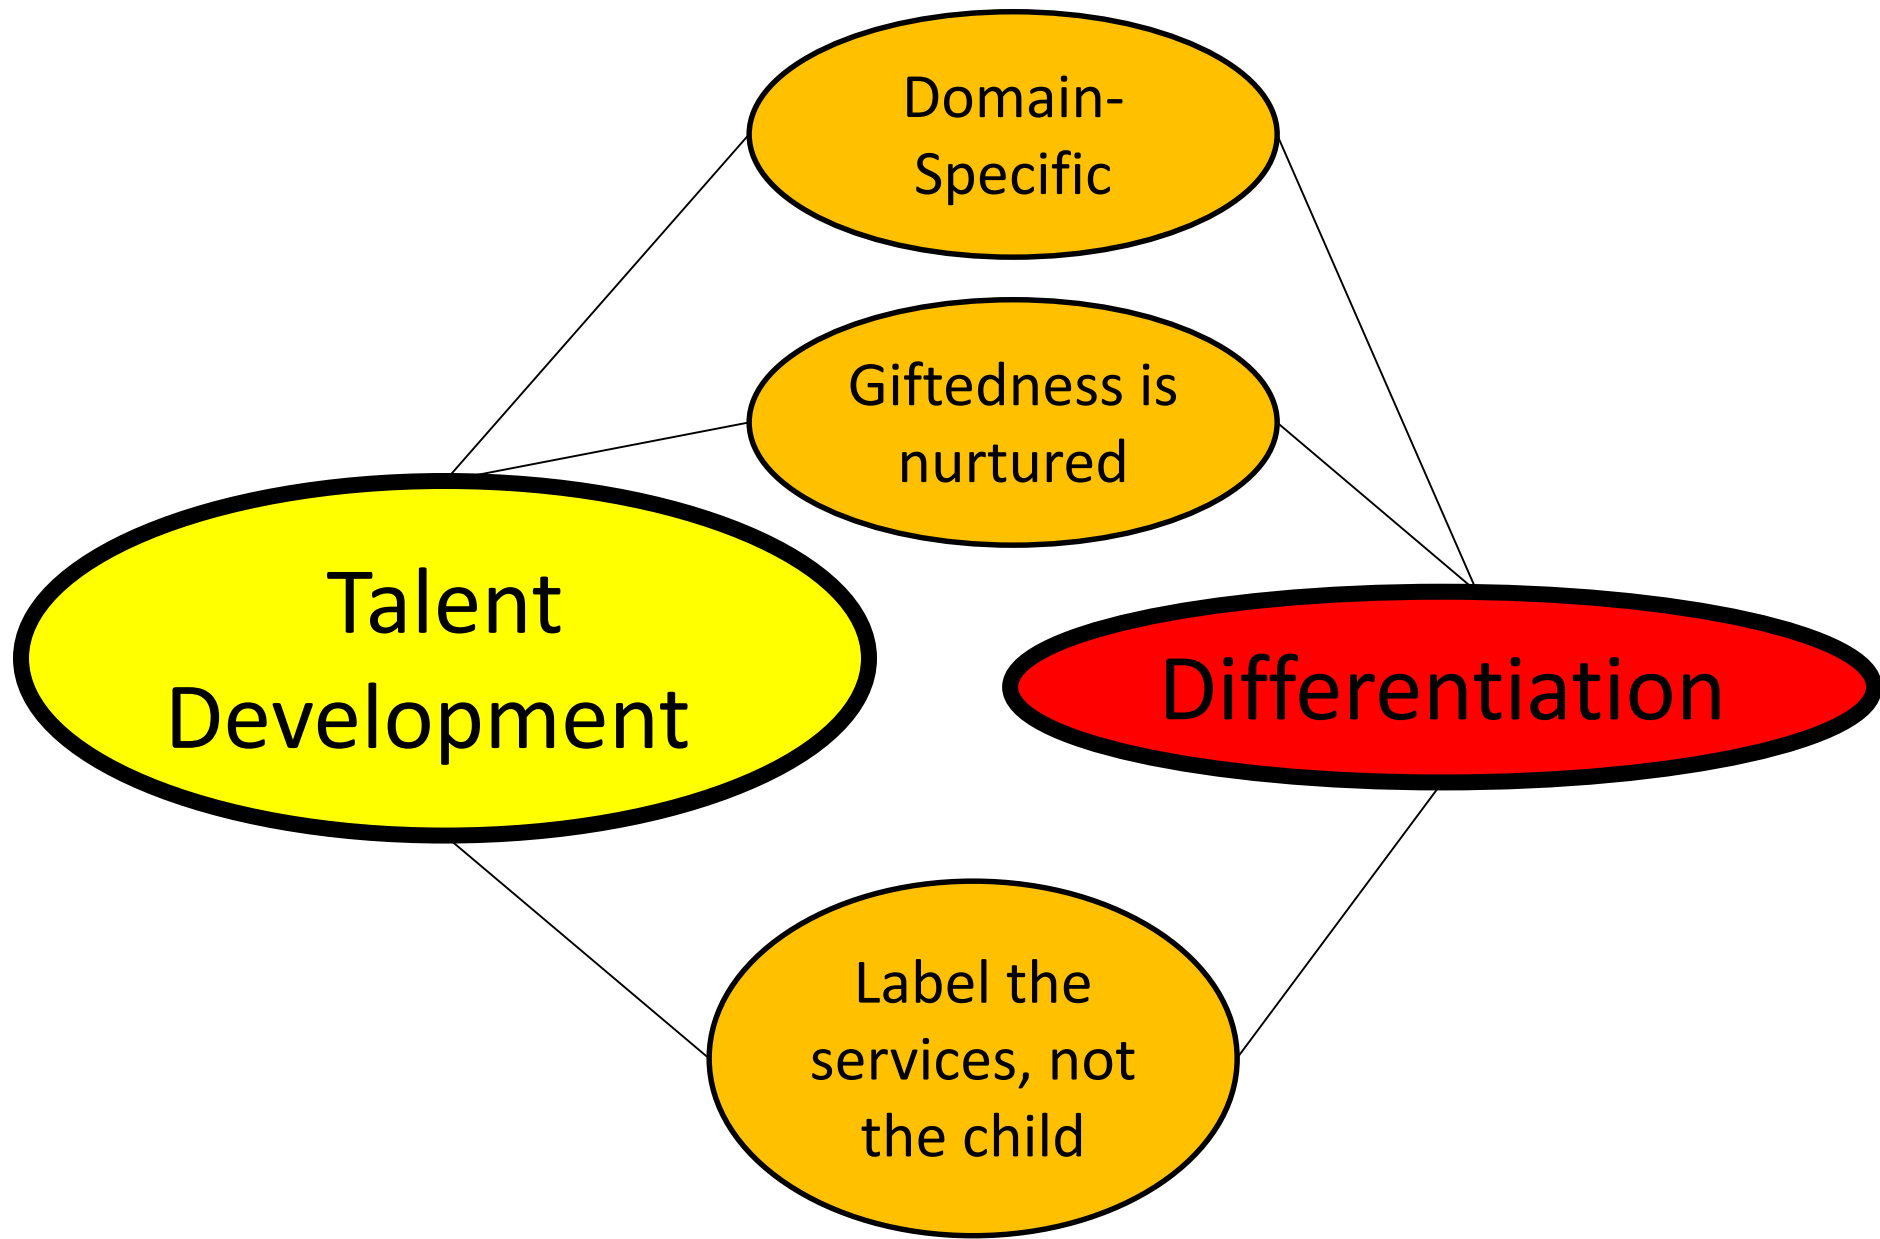 Domain-
Specific
Giftedness is
nurtured
Talent
Development
Differentiation
Label the
services, not
the child